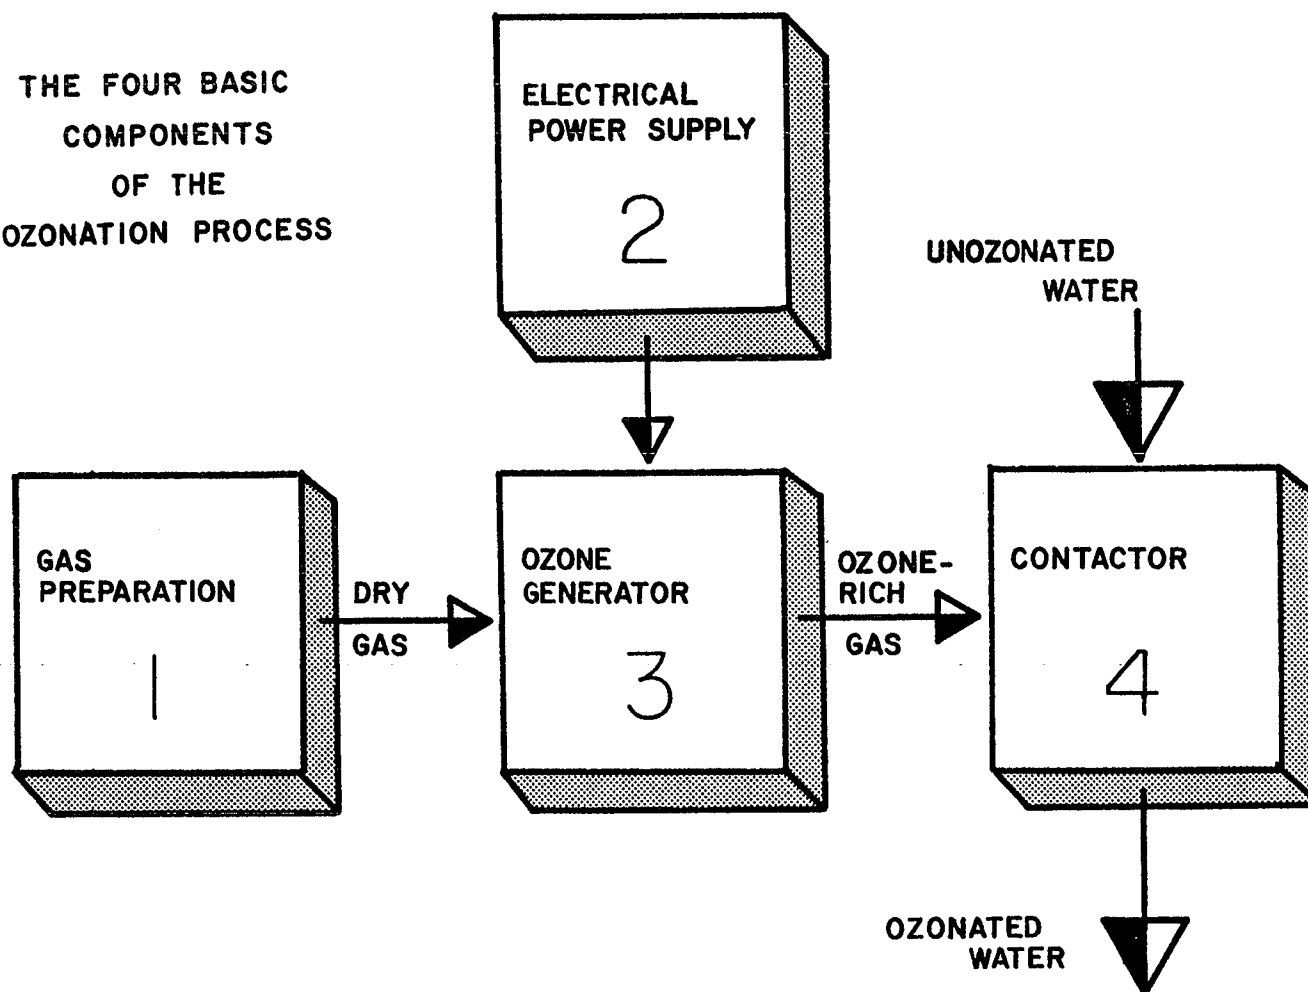 THE FOUR BASIC
COMPONENTS
OF THE
OZONATION PROCESS
ELECTRICAL
POWER SUPPLY
2
UNOZONATED
WATER
GAS
PREPARATION
1
DRY
GAS
OZONE
GENERATOR
3
OZONE-
RICH
GAS
CONTACTOR
4
OZONATED
WATER